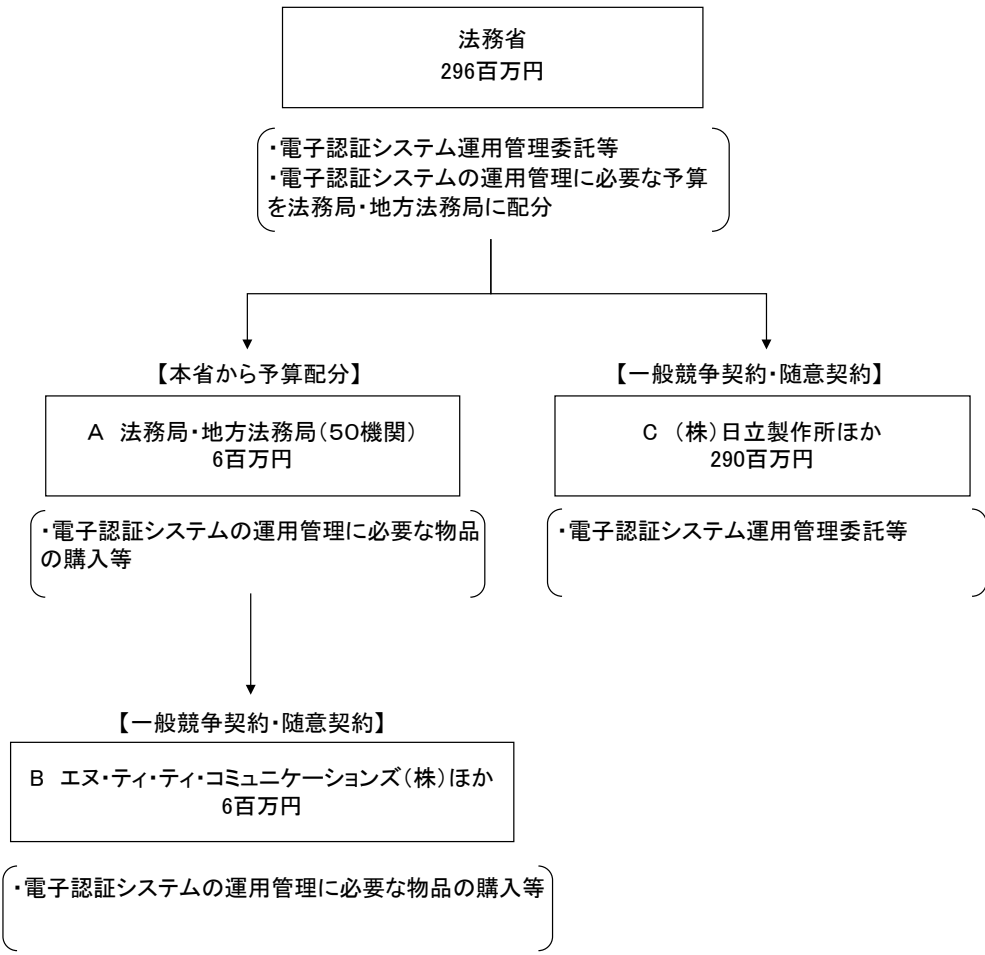 法務省
296百万円
・電子認証システム運用管理委託等
・電子認証システムの運用管理に必要な予算
を法務局・地方法務局に配分
【本省から予算配分】
A 法務局・地方法務局（50機関）
6百万円
・電子認証システムの運用管理に必要な物品
の購入等
【一般競争契約・随意契約】
C （株）日立製作所ほか
290百万円
・電子認証システム運用管理委託等
【一般競争契約・随意契約】
B エヌ・ティ・ティ・コミュニケーションズ（株）ほか
6百万円
・電子認証システムの運用管理に必要な物品の購入等